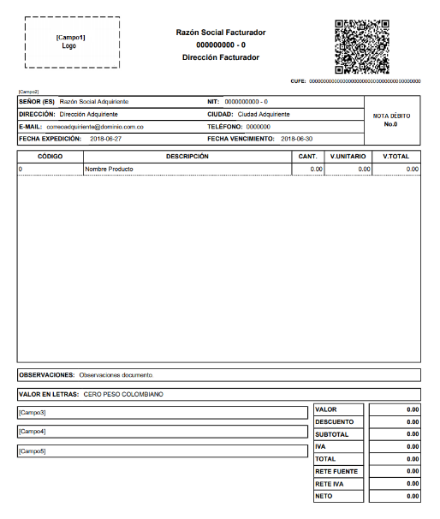 [Campo1]
Logo
Razón Social Facturador
000000000 - 0
Dirección Facturador
CUFE:
[Campo2]
SEÑOR (ES) Razón Social Adquiriente NIT: 0000000000 - 0
DIRECCIÓN: Dirección Adquiriente CIUDAD: Ciudad Adquiriente
E-MAIL: correoadquiriente@dominio.com.co TELÉFONO: 0000000
FECHA EXPEDICIÓN: 2018-06-27 FECHA VENCIMIENTO: 2018-06-30
NOTA DÉBITO
No.0
CÓDIGO DESCRIPCIÓN CANT. V.UNITARIO V.TOTAL
0 Nombre Producto 0.00 0.00 0.00
OBSERVACIONES: Observaciones documento.
VALOR EN LETRAS: CERO PESO COLOMBIANO
[Campo3]
[Campo4]
[Campo5]
VALOR 0.00
DESCUENTO 0.00
SUBTOTAL 0.00
IVA 0.00
TOTAL 0.00
RETE FUENTE 0.00
RETE IVA 0.00
NETO 0.00